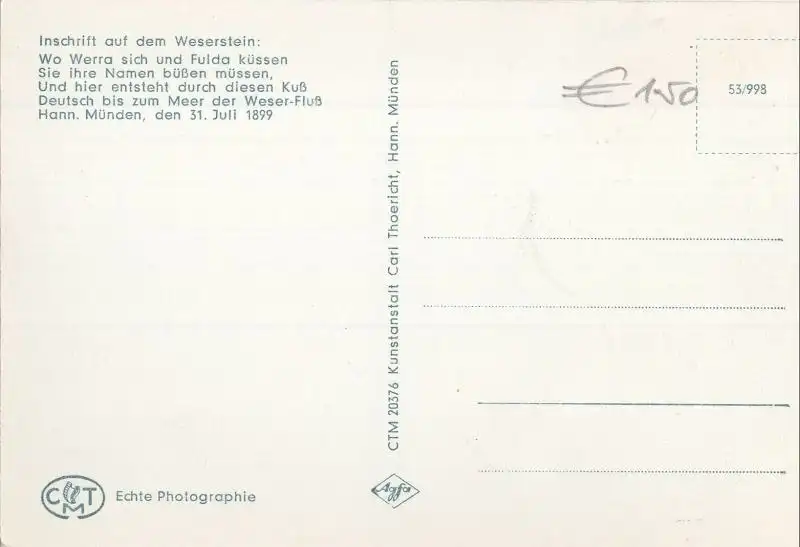 Inschrift auf dem Weserstein:
Wo Werra sich und Fulda küssen
Sie ihre Namen büßen müssen,
Und hier entsteht durch diesen Kuß
Deutsch bis zum Meer der Weser-Fluß
Hann. Münden, den 31. Juli 1899
CTM 20376 Kunstanstalt Carl Thoericht, Hann. Münden
€ 1.50
53/998
CMT
Echte Photographie
Agfa